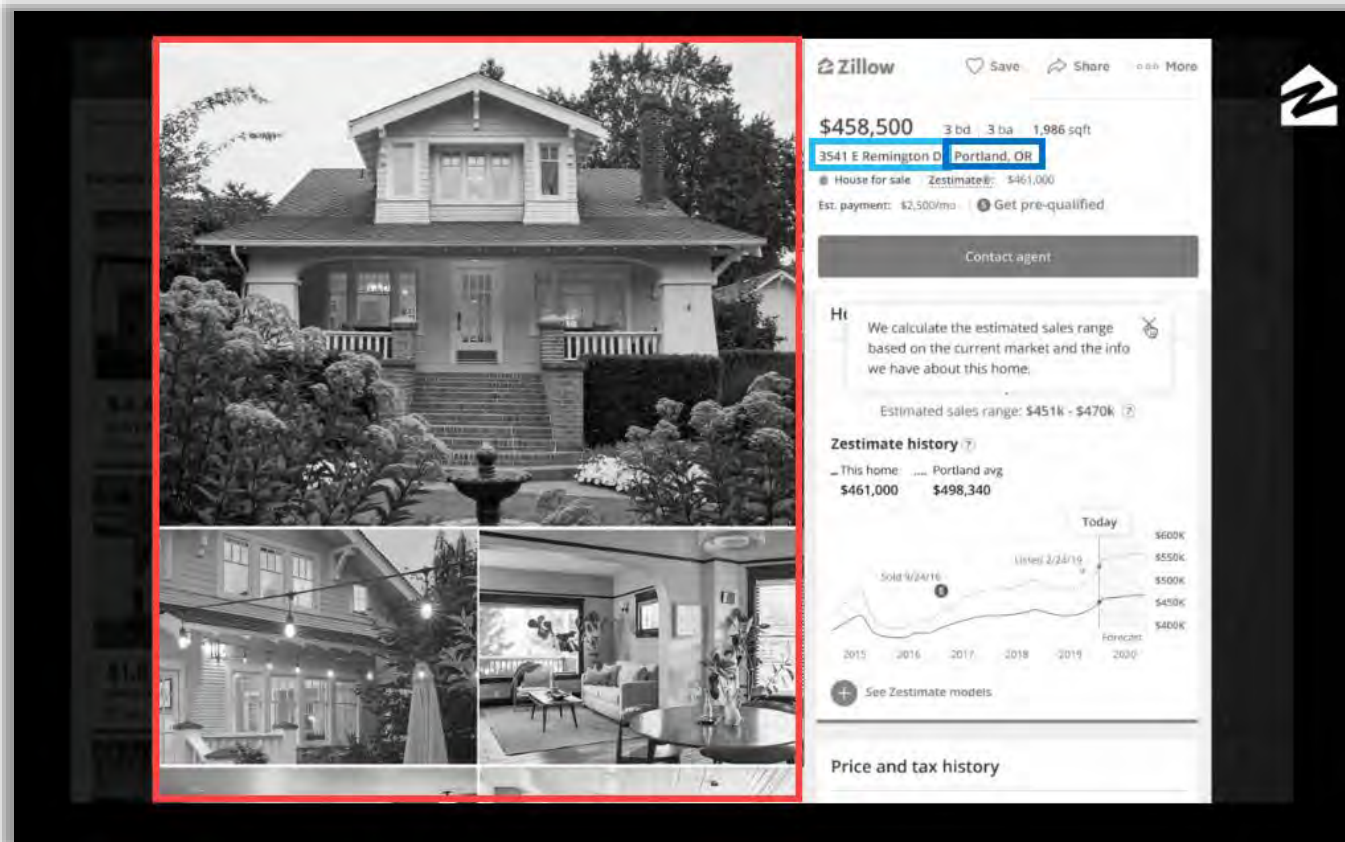 Zillow Save Share More
$458,500 3 bd 3 ba 1,986 sqft
3541 E Remington D Portland, OR
House for sale Zestimate®: $461,000
Est. payment: $2,500/mo $ Get pre-qualified
Contact agent
We calculate the estimated sales range
based on the current market and the info
we have about this home.
Estimated sales range: $451k - $470k ?
Zestimate history ?
This home Portland avg
$461,000 $498,340
Today
$600K
Listed 2/24/19 $550K
Sold 9/24/16 $500K
$
$450K
$400K
Forecast
2015 2016 2017 2018 2019 2020
+ See Zestimate models
Price and tax history